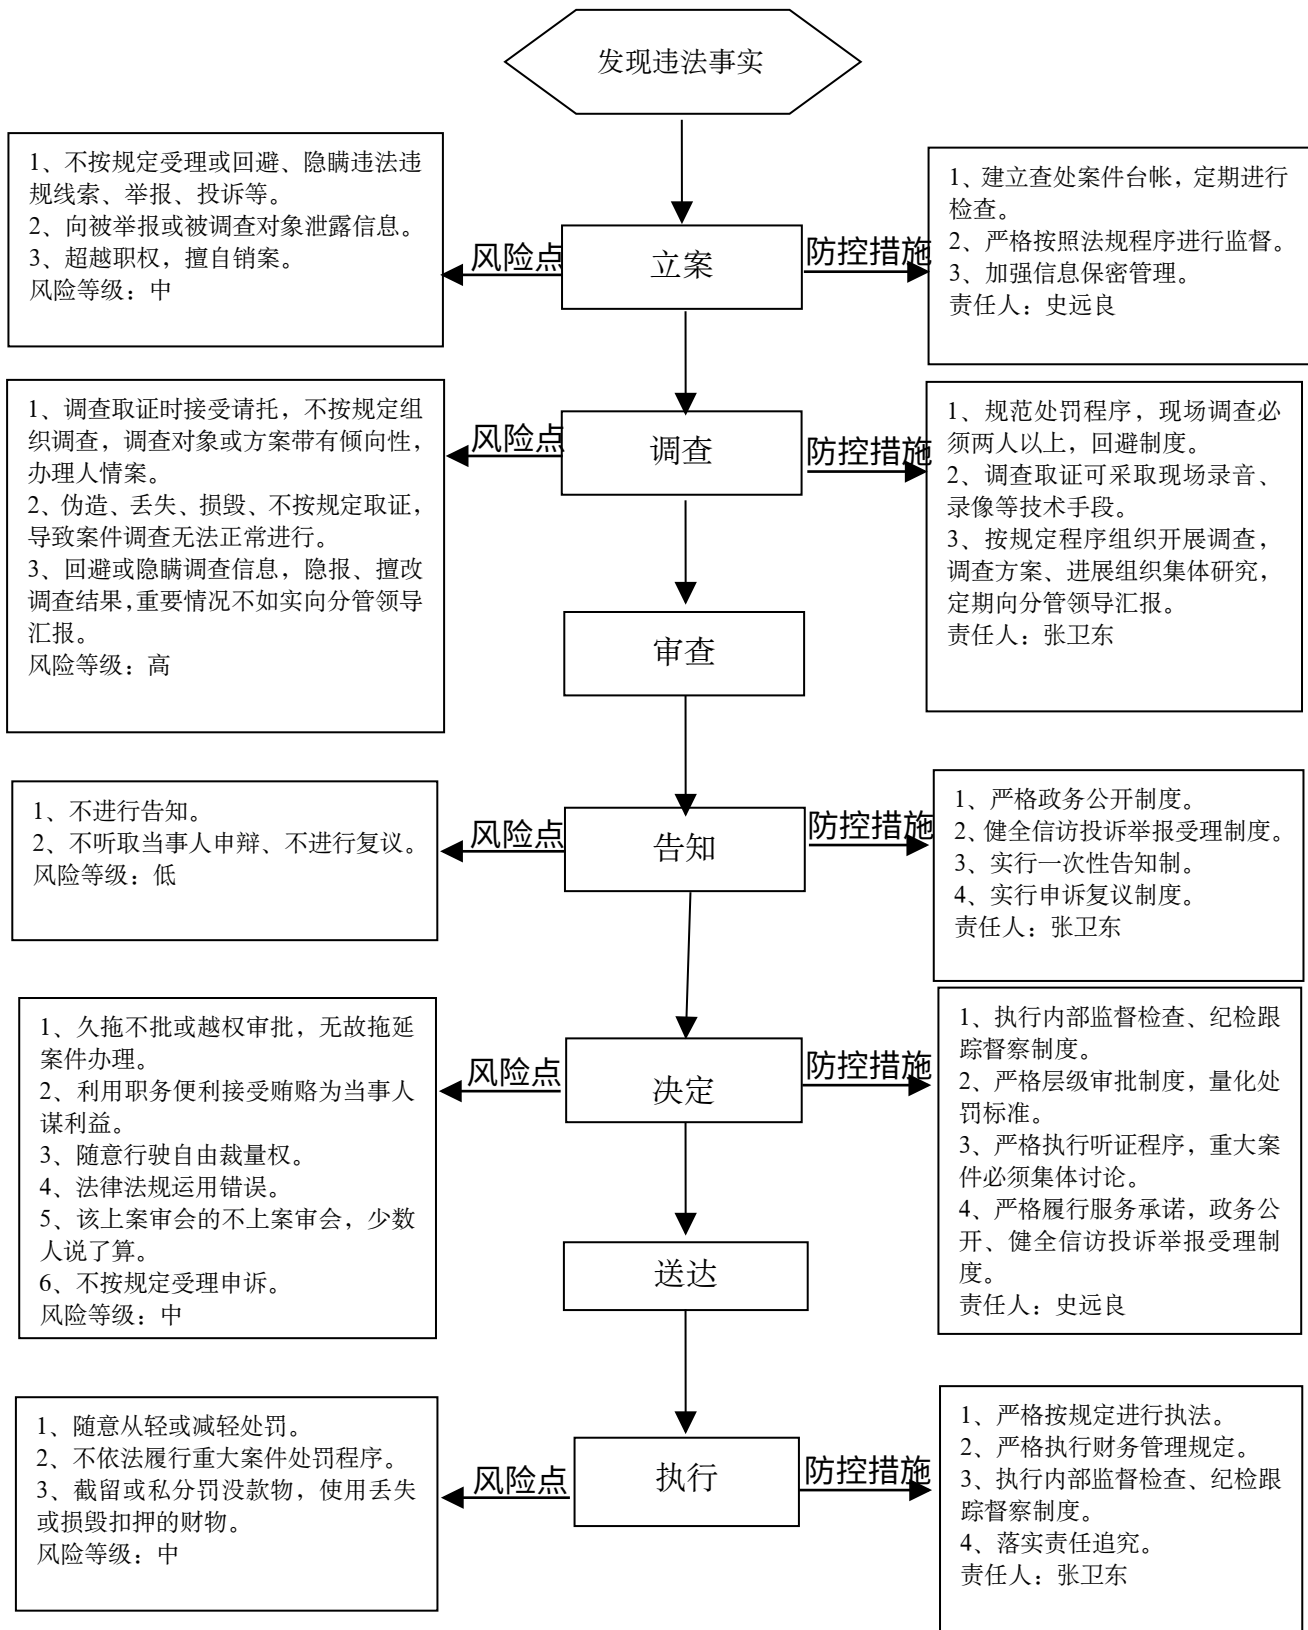 发现违法事实
1、不按规定受理或回避、隐瞒违法违
规线索、举报、投诉等。
2、向被举报或被调查对象泄露信息。
3、超越职权，擅自销案。
风险等级：中
风险点
立案
防控措施
1、建立查处案件台帐，定期进行
检查。
2、严格按照法规程序进行监督。
3、加强信息保密管理。
责任人：史远良
1、调查取证时接受请托，不按规定组
织调查，调查对象或方案带有倾向性，
办理人情案。
2、伪造、丢失、损毁、不按规定取证，
导致案件调查无法正常进行。
3、回避或隐瞒调查信息，隐报、擅改
调查结果，重要情况不如实向分管领导
汇报。
风险等级：高
风险点
调查
防控措施
1、规范处罚程序，现场调查必
须两人以上，回避制度。
2、调查取证可采取现场录音、
录像等技术手段。
3、按规定程序组织开展调查，
调查方案、进展组织集体研究，
定期向分管领导汇报。
责任人：张卫东
审查
1、不进行告知。
2、不听取当事人申辩、不进行复议。
风险等级：低
风险点
告知
防控措施
1、严格政务公开制度。
2、健全信访投诉举报受理制度。
3、实行一次性告知制。
4、实行申诉复议制度。
责任人：张卫东
1、久拖不批或越权审批，无故拖延
案件办理。
2、利用职务便利接受贿赂为当事人
谋利益。
3、随意行驶自由裁量权。
4、法律法规运用错误。
5、该上案审会的不上案审会，少数
人说了算。
6、不按规定受理申诉。
风险等级：中
风险点
决定
防控措施
1、执行内部监督检查、纪检跟
踪督察制度。
2、严格层级审批制度，量化处
罚标准。
3、严格执行听证程序，重大案
件必须集体讨论。
4、严格履行服务承诺，政务公
开、健全信访投诉举报受理制
度。
责任人：史远良
送达
1、随意从轻或减轻处罚。
2、不依法履行重大案件处罚程序。
3、截留或私分罚没款物，使用丢失
或损毁扣押的财物。
风险等级：中
风险点
执行
防控措施
1、严格按规定进行执法。
2、严格执行财务管理规定。
3、执行内部监督检查、纪检跟
踪督察制度。
4、落实责任追究。
责任人：张卫东